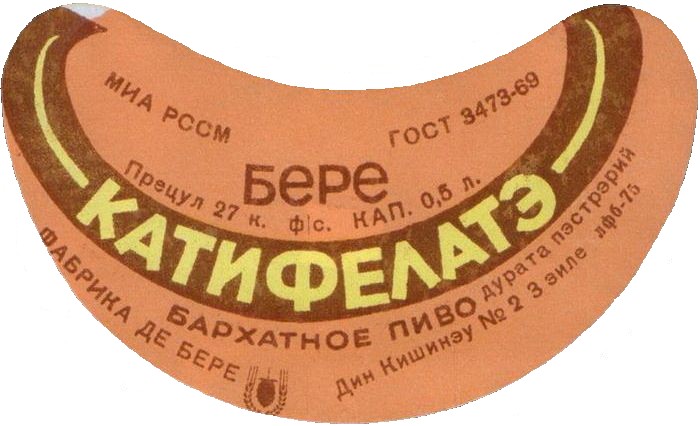 МИА РССМ
ГОСТ 3473-69
Бере
Прецул 27 к. ф|с. КАП. 0,5 л.
КАТИФЕЛАТЭ
БАРХАТНОЕ ПИВО
дурата пэстрэрий
ФАБРИКА ДЕ БЕРЕ
Дин Кишинэу № 2 3 зиле лфб-75